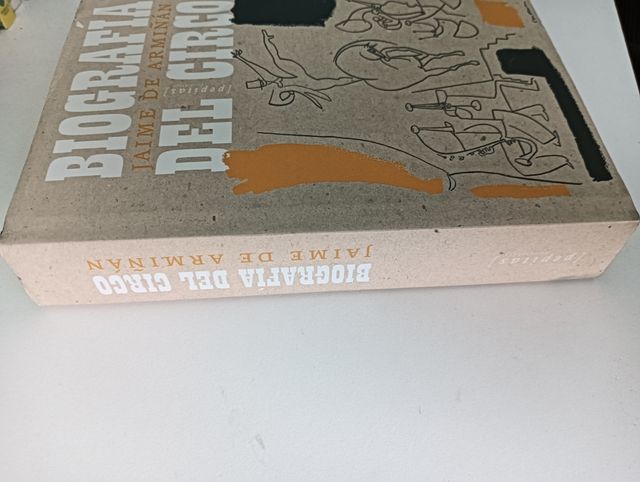 BIOGRAFÍA
JAIME DE ARMIÑÁN
DEL CIRCO
[pepitas]
BIOGRAFÍA DEL CIRCO
JAIME DE ARMIÑÁN
[pepitas]